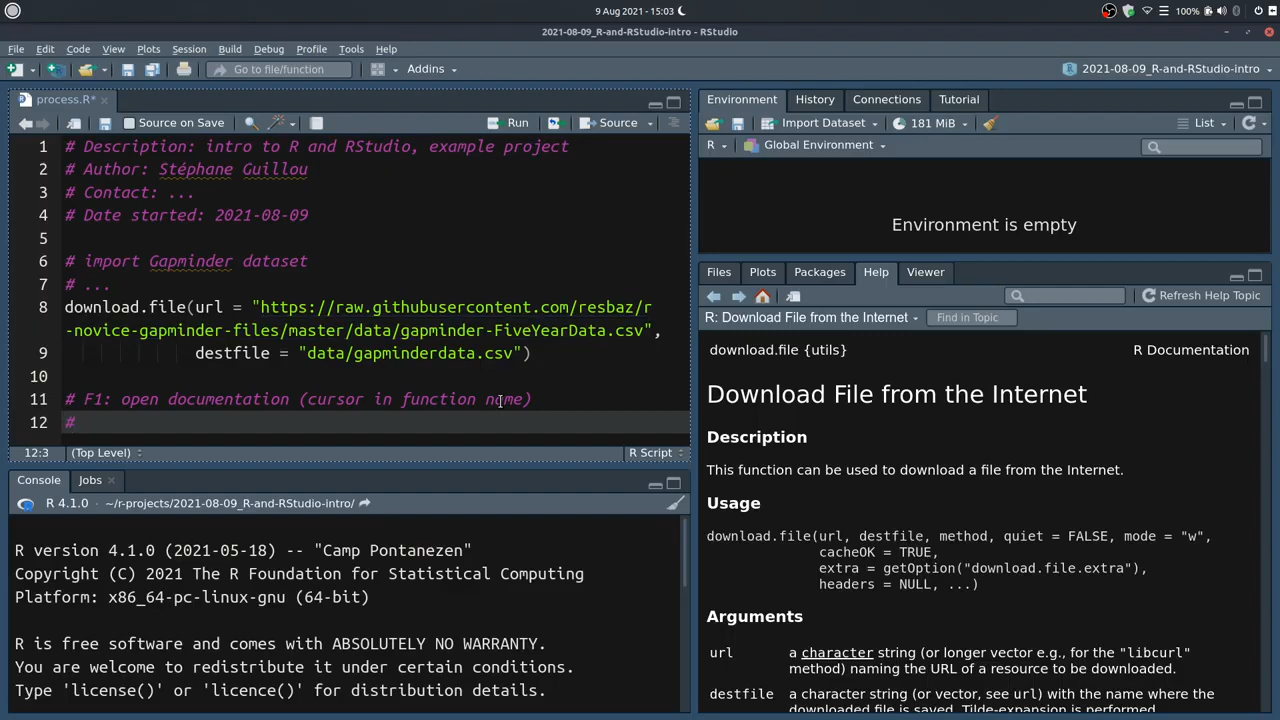 9 Aug 2021 - 15:03
100%
2021-08-09_R-and-RStudio-intro - RStudio
File Edit Code View Plots Session Build Debug Profile Tools Help
Go to file/function
Addins
2021-08-09_R-and-RStudio-intro
process.R*
Source on Save
Run
Source
1 # Description: intro to R and RStudio, example project
2 # Author: Stéphane Guillou
3 # Contact: ...
4 # Date started: 2021-08-09
5
6 # import Gapminder dataset
7 # ...
8 download.file(url = "https://raw.githubusercontent.com/resbaz/r
-novice-gapminder-files/master/data/gapminder-FiveYearData.csv",
9 destfile = "data/gapminderdata.csv")
10
11 # F1: open documentation (cursor in function name)
12 #
12:3 (Top Level) R Script
Console Jobs
R 4.1.0 · ~/r-projects/2021-08-09_R-and-RStudio-intro/
R version 4.1.0 (2021-05-18) -- "Camp Pontanezen"
Copyright (C) 2021 The R Foundation for Statistical Computing
Platform: x86_64-pc-linux-gnu (64-bit)
R is free software and comes with ABSOLUTELY NO WARRANTY.
You are welcome to redistribute it under certain conditions.
Type 'license()' or 'licence()' for distribution details.
Environment History Connections Tutorial
Import Dataset 181 MiB List
R Global Environment
Environment is empty
Files Plots Packages Help Viewer
Refresh Help Topic
R: Download File from the Internet Find in Topic
download.file {utils} R Documentation
Download File from the Internet
Description
This function can be used to download a file from the Internet.
Usage
download.file(url, destfile, method, quiet = FALSE, mode = "w",
cacheOK = TRUE,
extra = getOption("download.file.extra"),
headers = NULL, ...)
Arguments
url a character string (or longer vector e.g., for the "libcurl"
method) naming the URL of a resource to be downloaded.
destfile a character string (or vector, see url) with the name where the
downloaded file is saved. Tilde-expansion is performed.